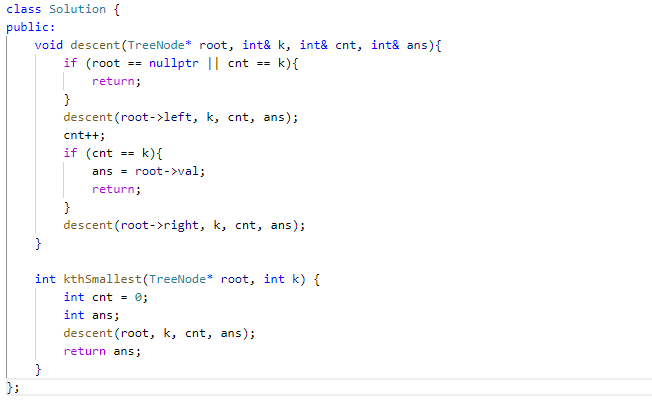 class Solution {
public:
    void descent(TreeNode* root, int& k, int& cnt, int& ans){
        if (root == nullptr || cnt == k){
            return;
        }
        descent(root->left, k, cnt, ans);
        cnt++;
        if (cnt == k){
            ans = root->val;
            return;
        }
        descent(root->right, k, cnt, ans);
    }

    int kthSmallest(TreeNode* root, int k) {
        int cnt = 0;
        int ans;
        descent(root, k, cnt, ans);
        return ans;
    }
};